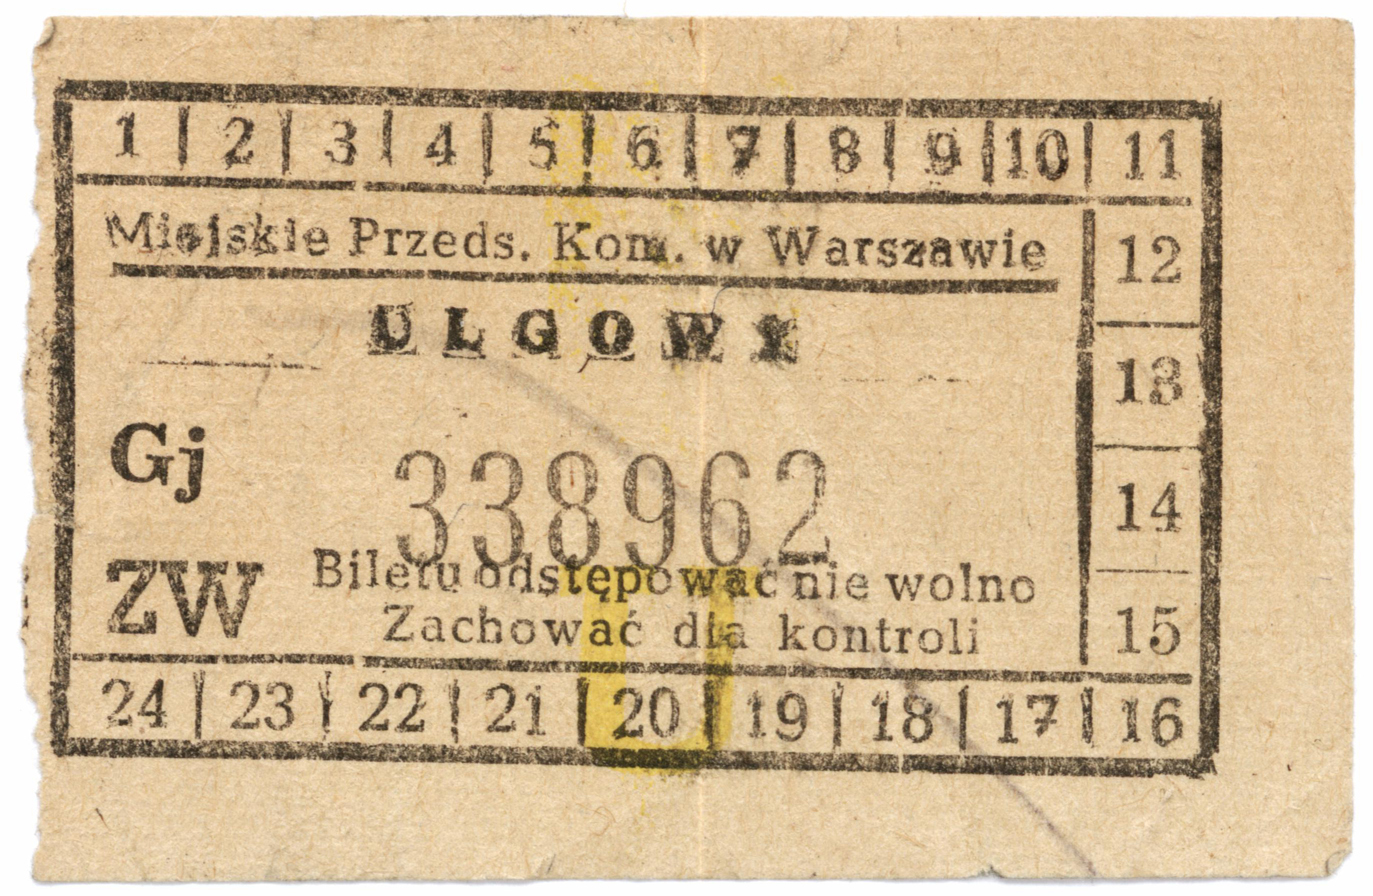 1 | 2 | 3 | 4 | 5 | 6 | 7 | 8 | 9 | 10 | 11
Miejskie Przeds. Kom. w Warszawie
12
ULGOWY
13
Gj
338962
14
ZW
Biletu odstępować nie wolno
Zachować dla kontroli
15
24 | 23 | 22 | 21 | 20 | 19 | 18 | 17 | 16